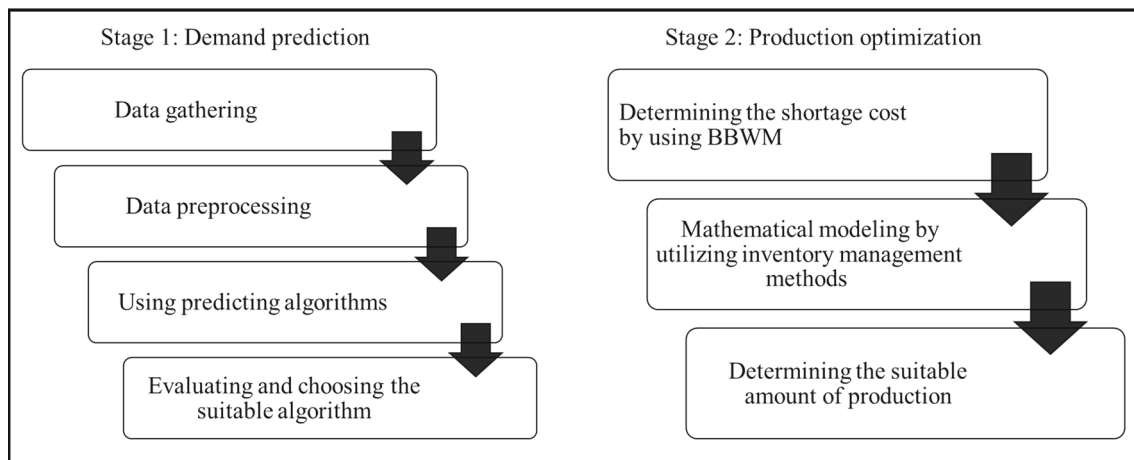 Stage 1: Demand prediction
Data gathering
Data preprocessing
Using predicting algorithms
Evaluating and choosing the
suitable algorithm
Stage 2: Production optimization
Determining the shortage cost
by using BBWM
Mathematical modeling by
utilizing inventory management
methods
Determining the suitable
amount of production